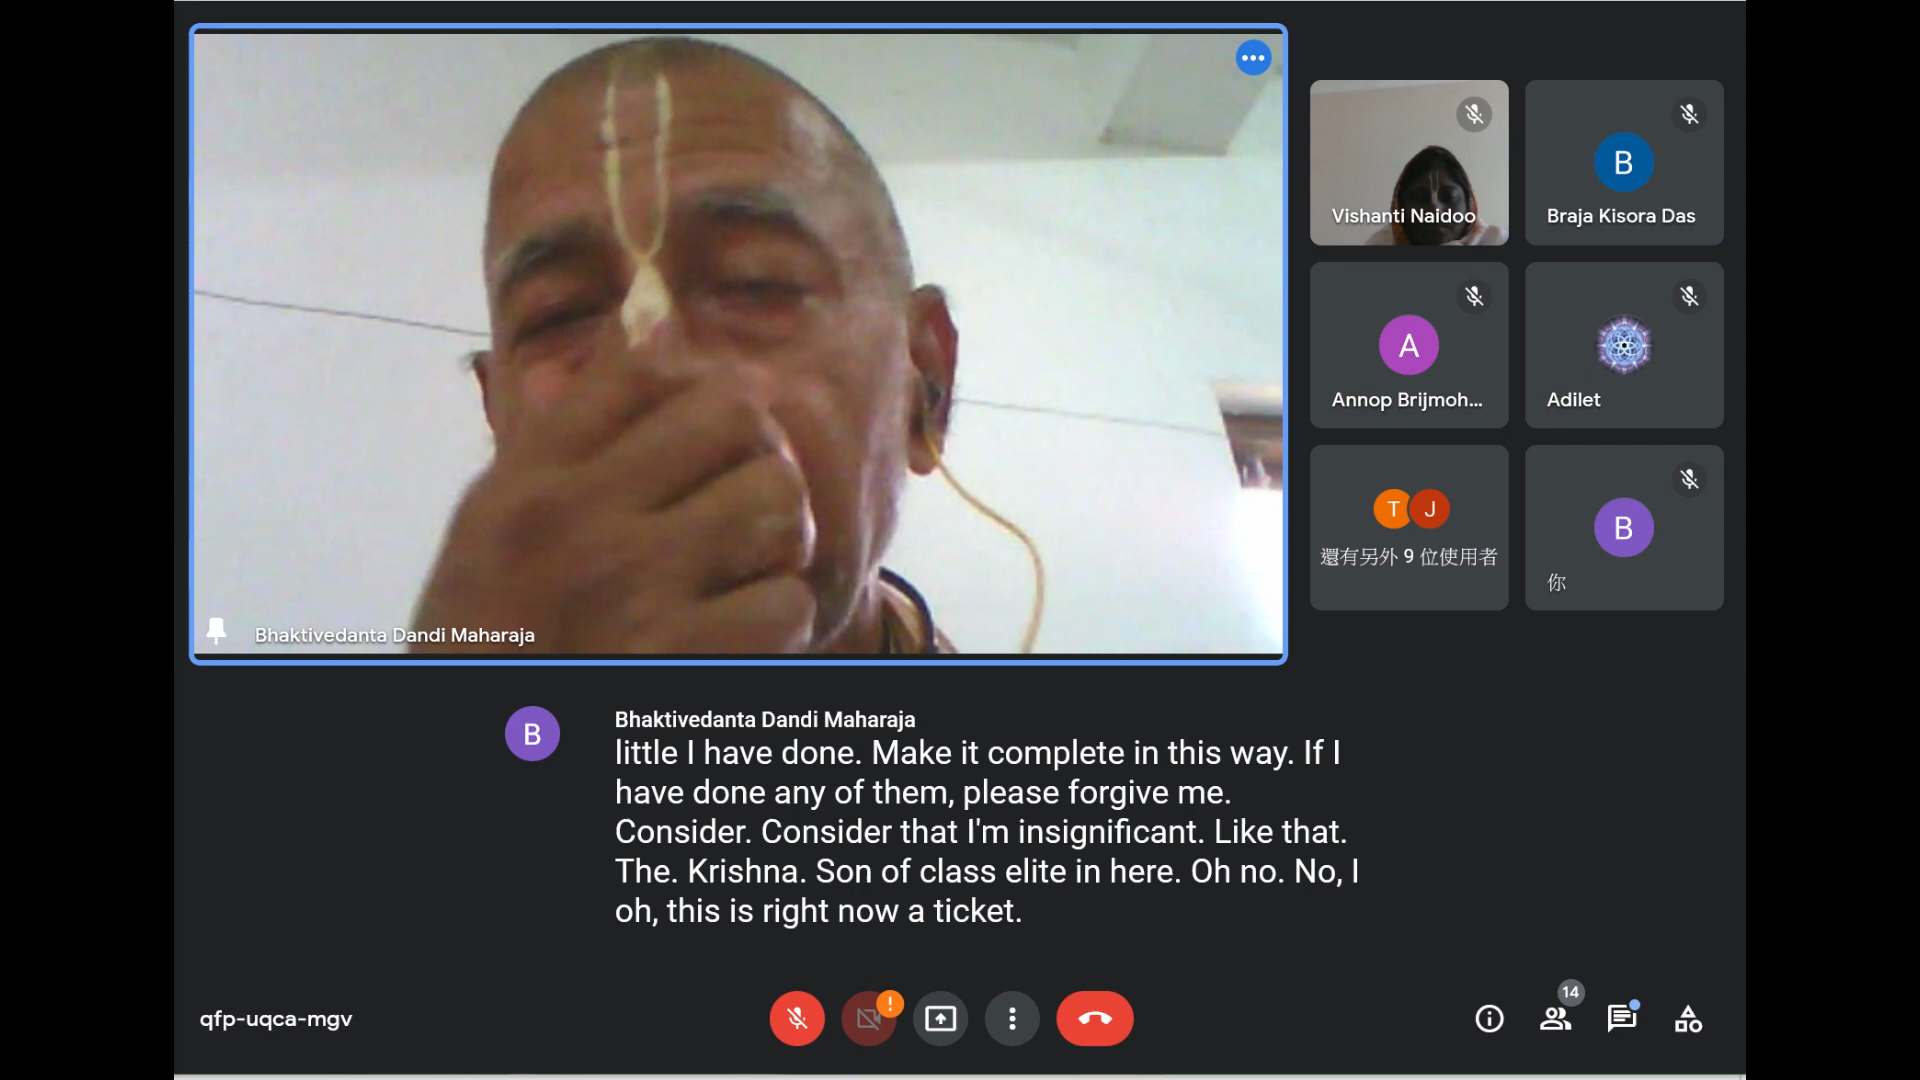 Bhaktivedanta Dandi Maharaja
Vishanti Naidoo
B
Braja Kisora Das
A
Annop Brijmoh...
Adilet
T J
還有另外 9 位使用者
B
你
B
Bhaktivedanta Dandi Maharaja
little I have done. Make it complete in this way. If I
have done any of them, please forgive me.
Consider. Consider that I'm insignificant. Like that.
The. Krishna. Son of class elite in here. Oh no. No, I
oh, this is right now a ticket.
qfp-uqca-mgv
!
14